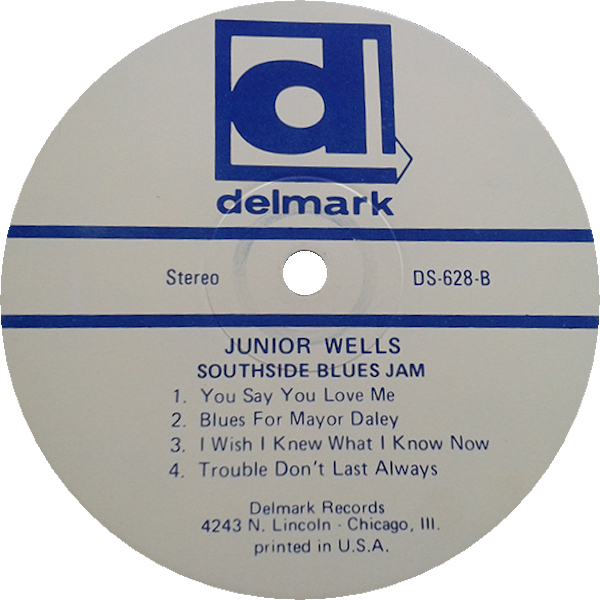 d
delmark
Stereo DS-628-B
JUNIOR WELLS
SOUTHSIDE BLUES JAM
1. You Say You Love Me
2. Blues For Mayor Daley
3. I Wish I Knew What I Know Now
4. Trouble Don't Last Always
Delmark Records
4243 N. Lincoln - Chicago, Ill.
printed in U.S.A.